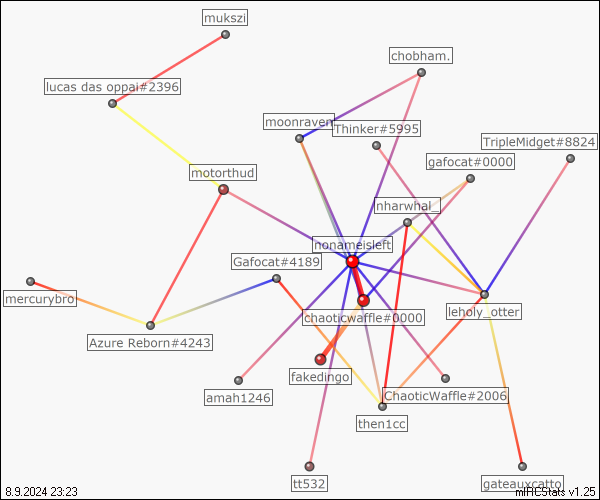 mukszi
chobham.
lucas das oppai#2396
moonraven
Thinker#5995
TripleMidget#8824
gafocat#0000
motorthud
nharwhal_
nonameisleft
Gafocat#4189
mercurybro
chaoticwaffle#0000
leholy_otter
Azure Reborn#4243
fakedingo
amah1246
ChaoticWaffle#2006
then1cc
tt532
gateauxcatto
8.9.2024 23:23
mIRCStats v1.25